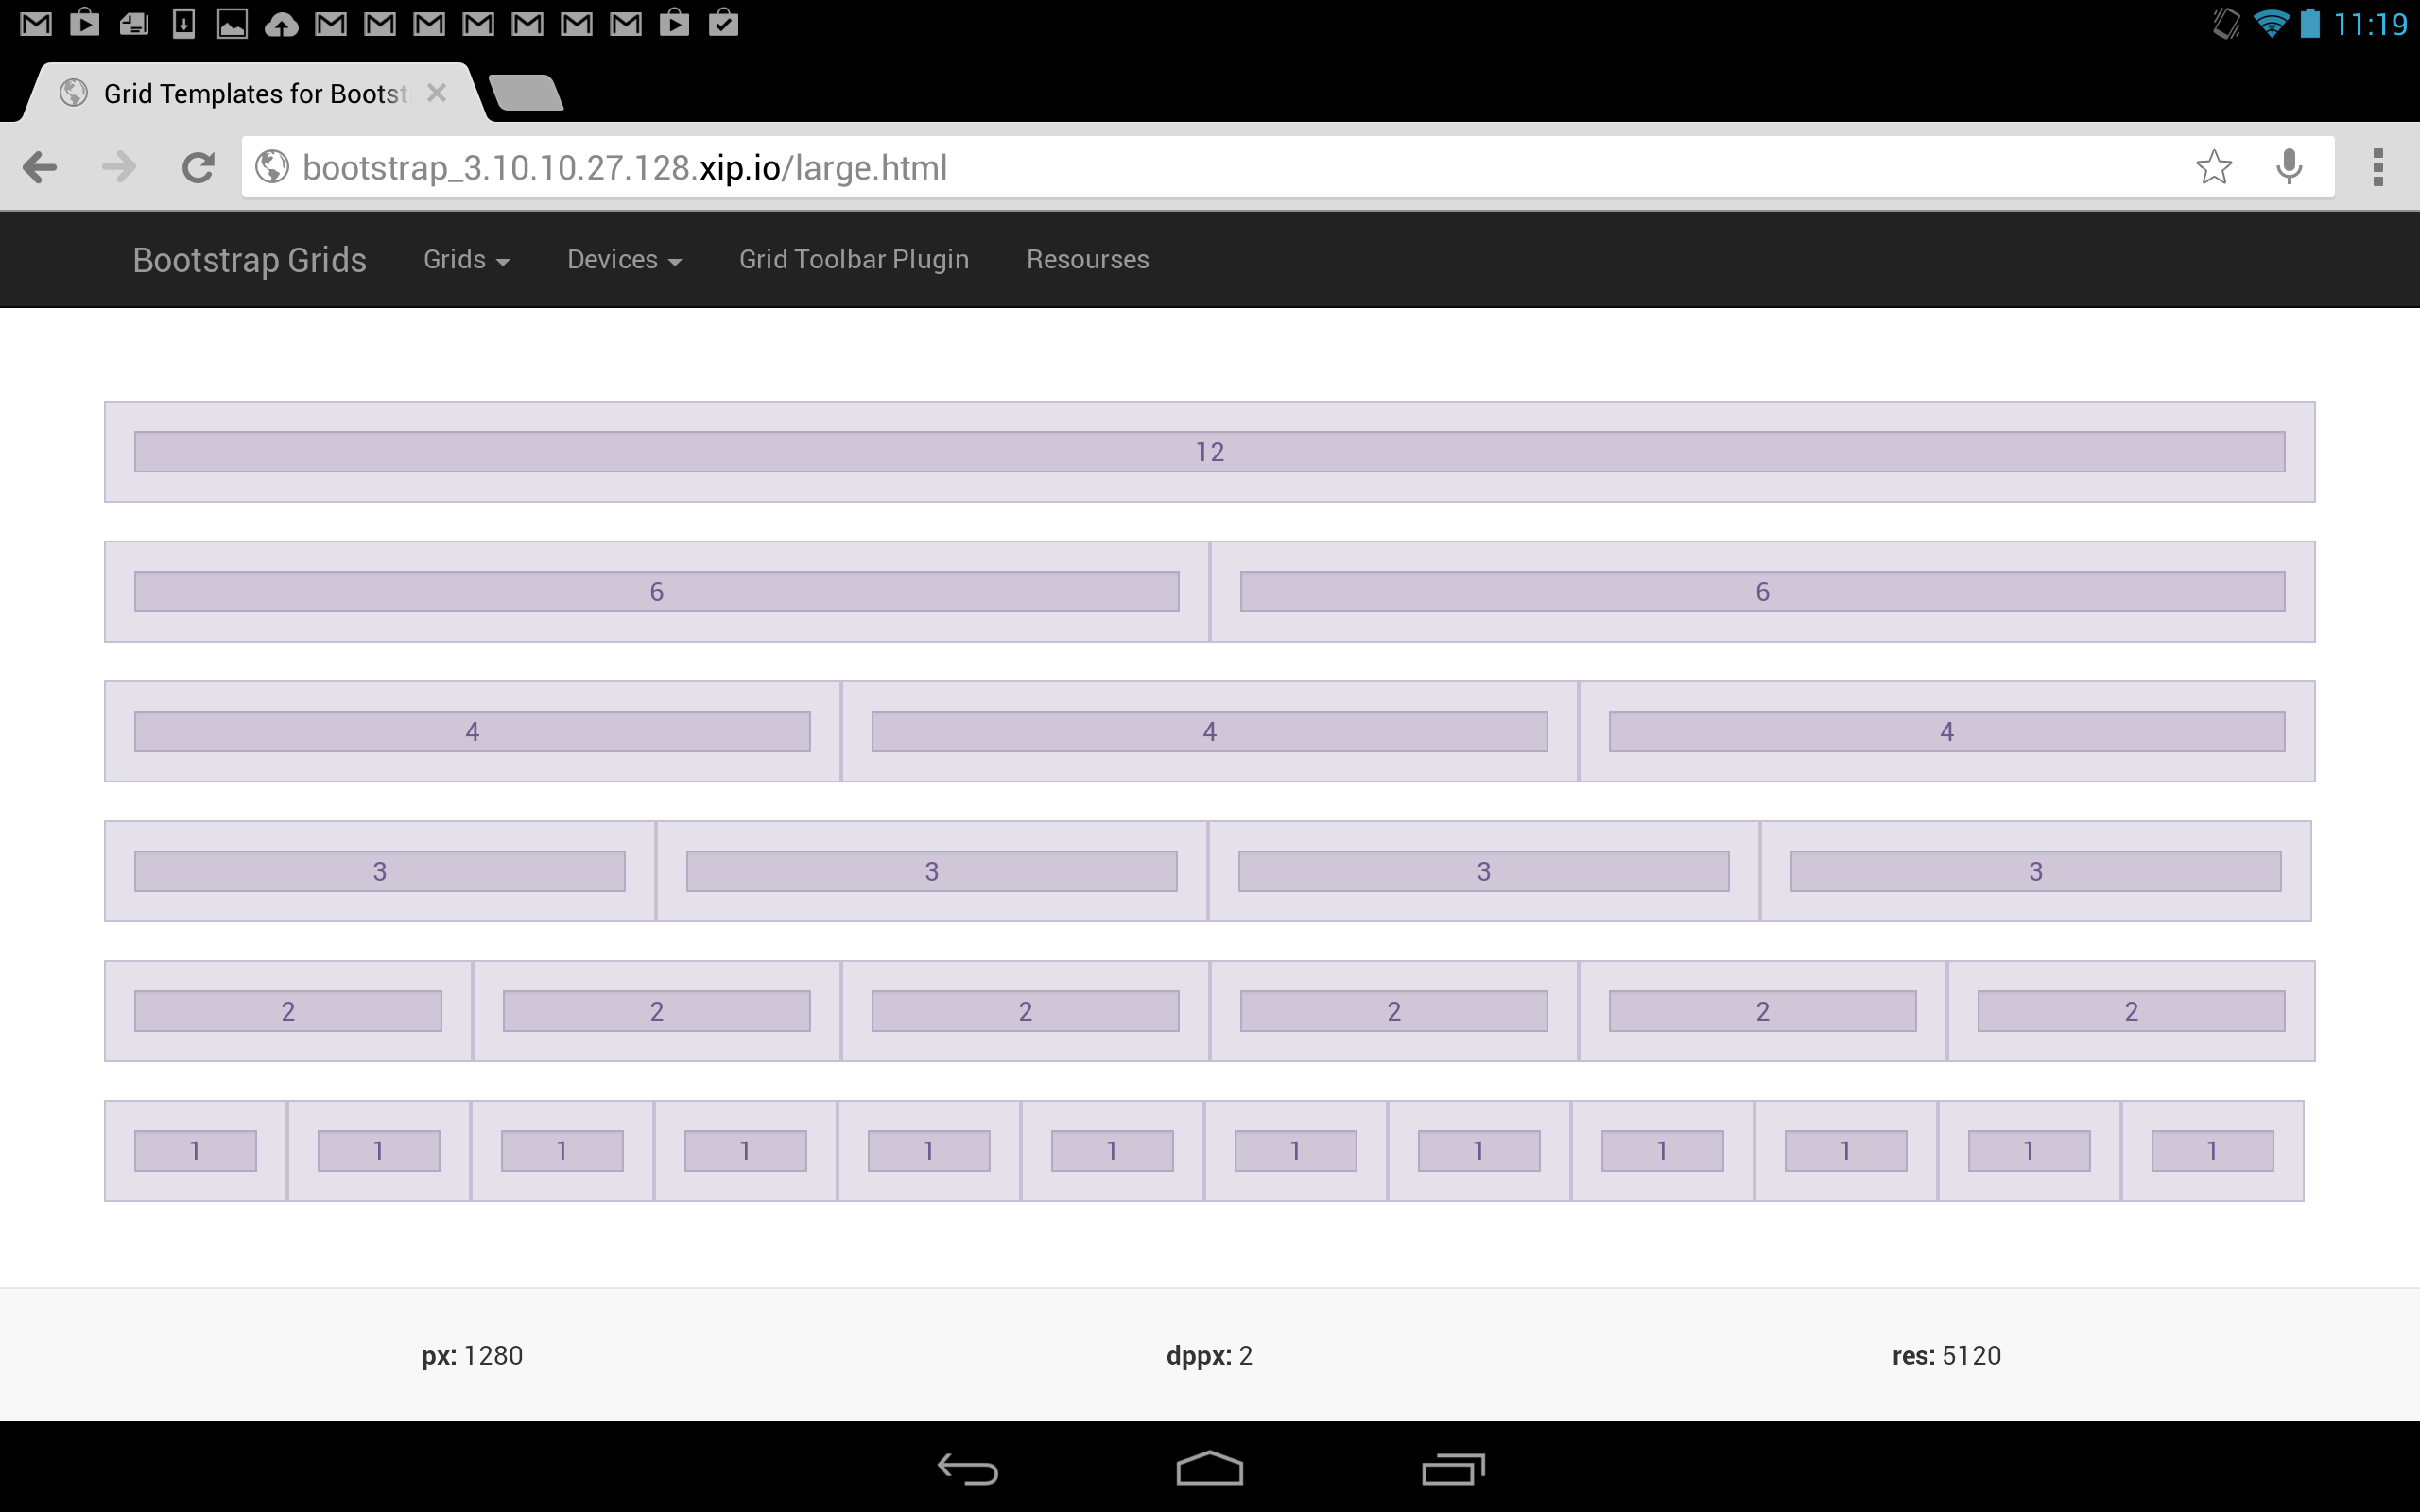 11:19
Grid Templates for Bootst
bootstrap_3.10.10.27.128.xip.io/large.html
Bootstrap Grids Grids Devices Grid Toolbar Plugin Resourses
12
6 6
4 4 4
3 3 3 3
2 2 2 2 2 2
1 1 1 1 1 1 1 1 1 1 1 1
px: 1280 dppx: 2 res: 5120